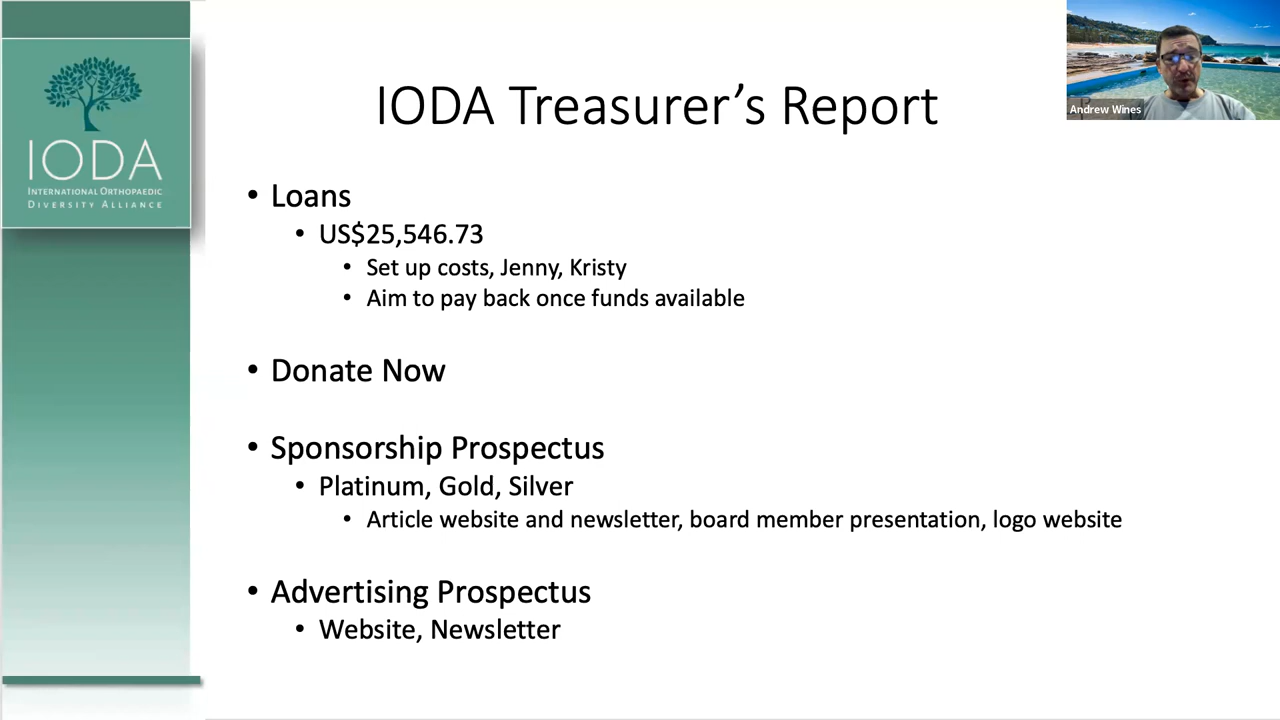 IODA Treasurer's Report
Andrew Wines
IODA
INTERNATIONAL ORTHOPAEDIC
DIVERSITY ALLIANCE
• Loans
• US$25,546.73
• Set up costs, Jenny, Kristy
• Aim to pay back once funds available
• Donate Now
• Sponsorship Prospectus
• Platinum, Gold, Silver
• Article website and newsletter, board member presentation, logo website
• Advertising Prospectus
• Website, Newsletter